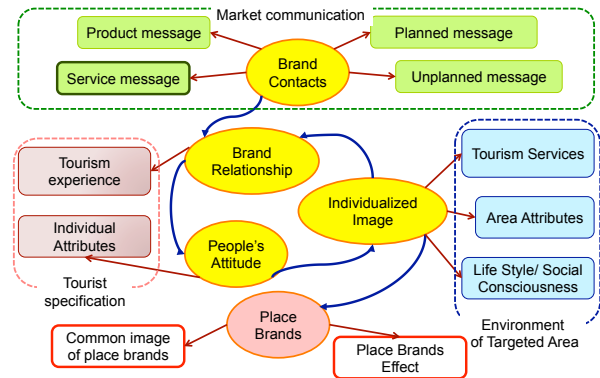 Market communication
Product message
Planned message
Brand
Contacts
Service message
Unplanned message
Tourism
experience
Brand
Relationship
Tourism Services
Individualized
Image
Individual
Attributes
People's
Attitude
Area Attributes
Tourist
specification
Life Style/ Social
Consciousness
Place
Brands
Common image
of place brands
Place Brands
Effect
Environment
of Targeted Area